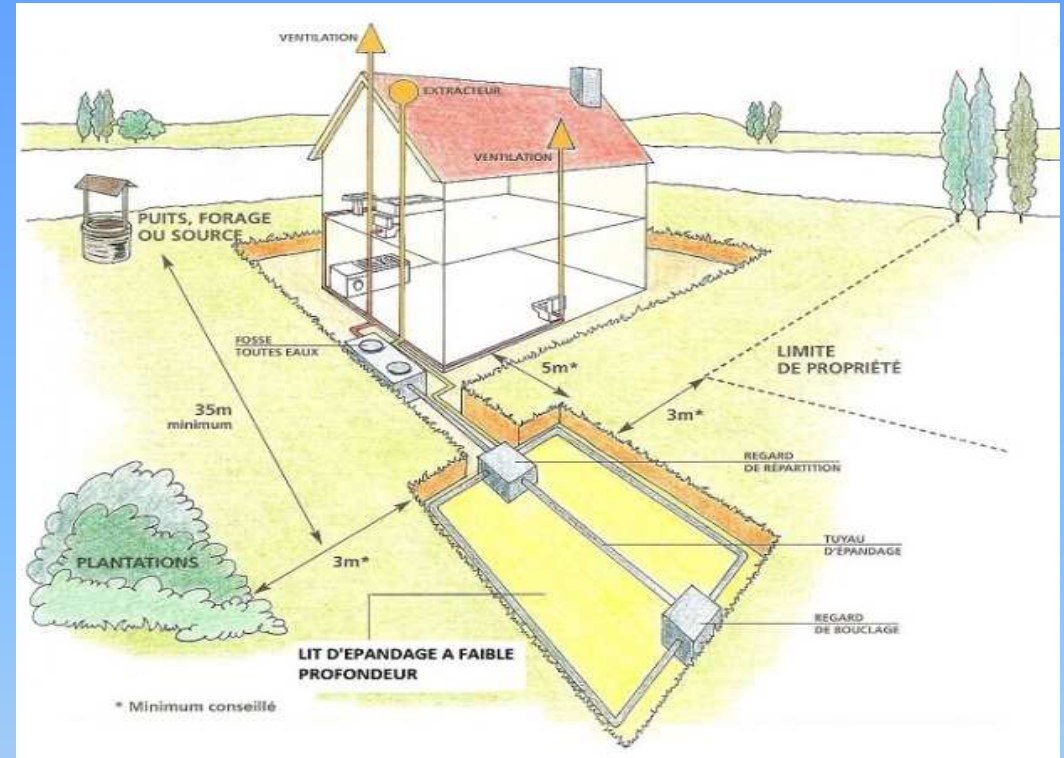 VENTILATION
EXTRACTEUR
VENTILATION
PUITS, FORAGE
OU SOURCE
FOSSE
TOUTES EAUX
5m*
LIMITE
DE PROPRIÉTÉ
35m
minimum
3m*
REGARD
DE RÉPARTITION
PLANTATIONS
3m*
TUYAU
D'ÉPANDAGE
REGARD
DE BOUCLAGE
LIT D'EPANDAGE A FAIBLE
PROFONDEUR
* Minimum conseillé